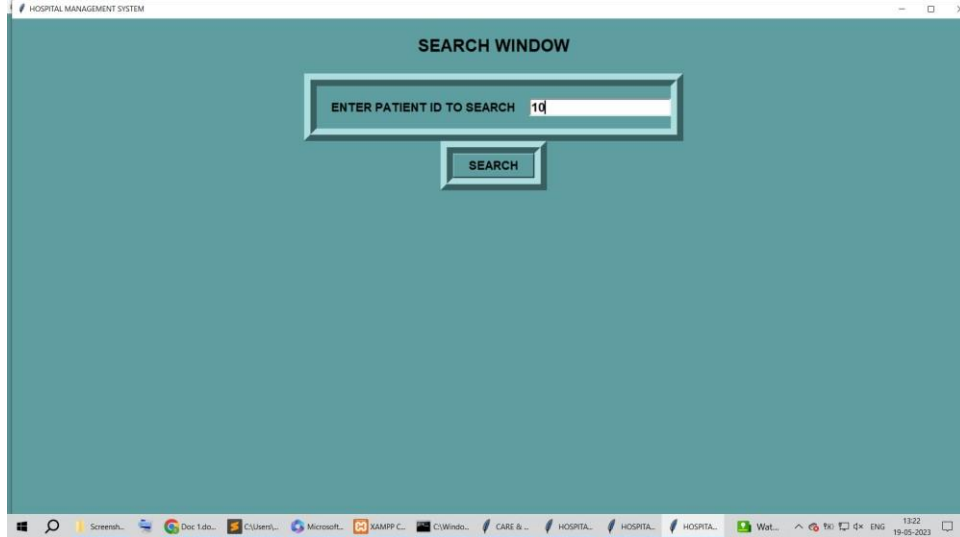 HOSPITAL MANAGEMENT SYSTEM
SEARCH WINDOW
ENTER PATIENT ID TO SEARCH 10
SEARCH
Screensh... Doc 1.do... C:\Users\... Microsoft... XAMPP C... C:\Windo... CARE & ... HOSPITA... HOSPITA... HOSPITA... Wat... ENG 13:22
19-05-2023